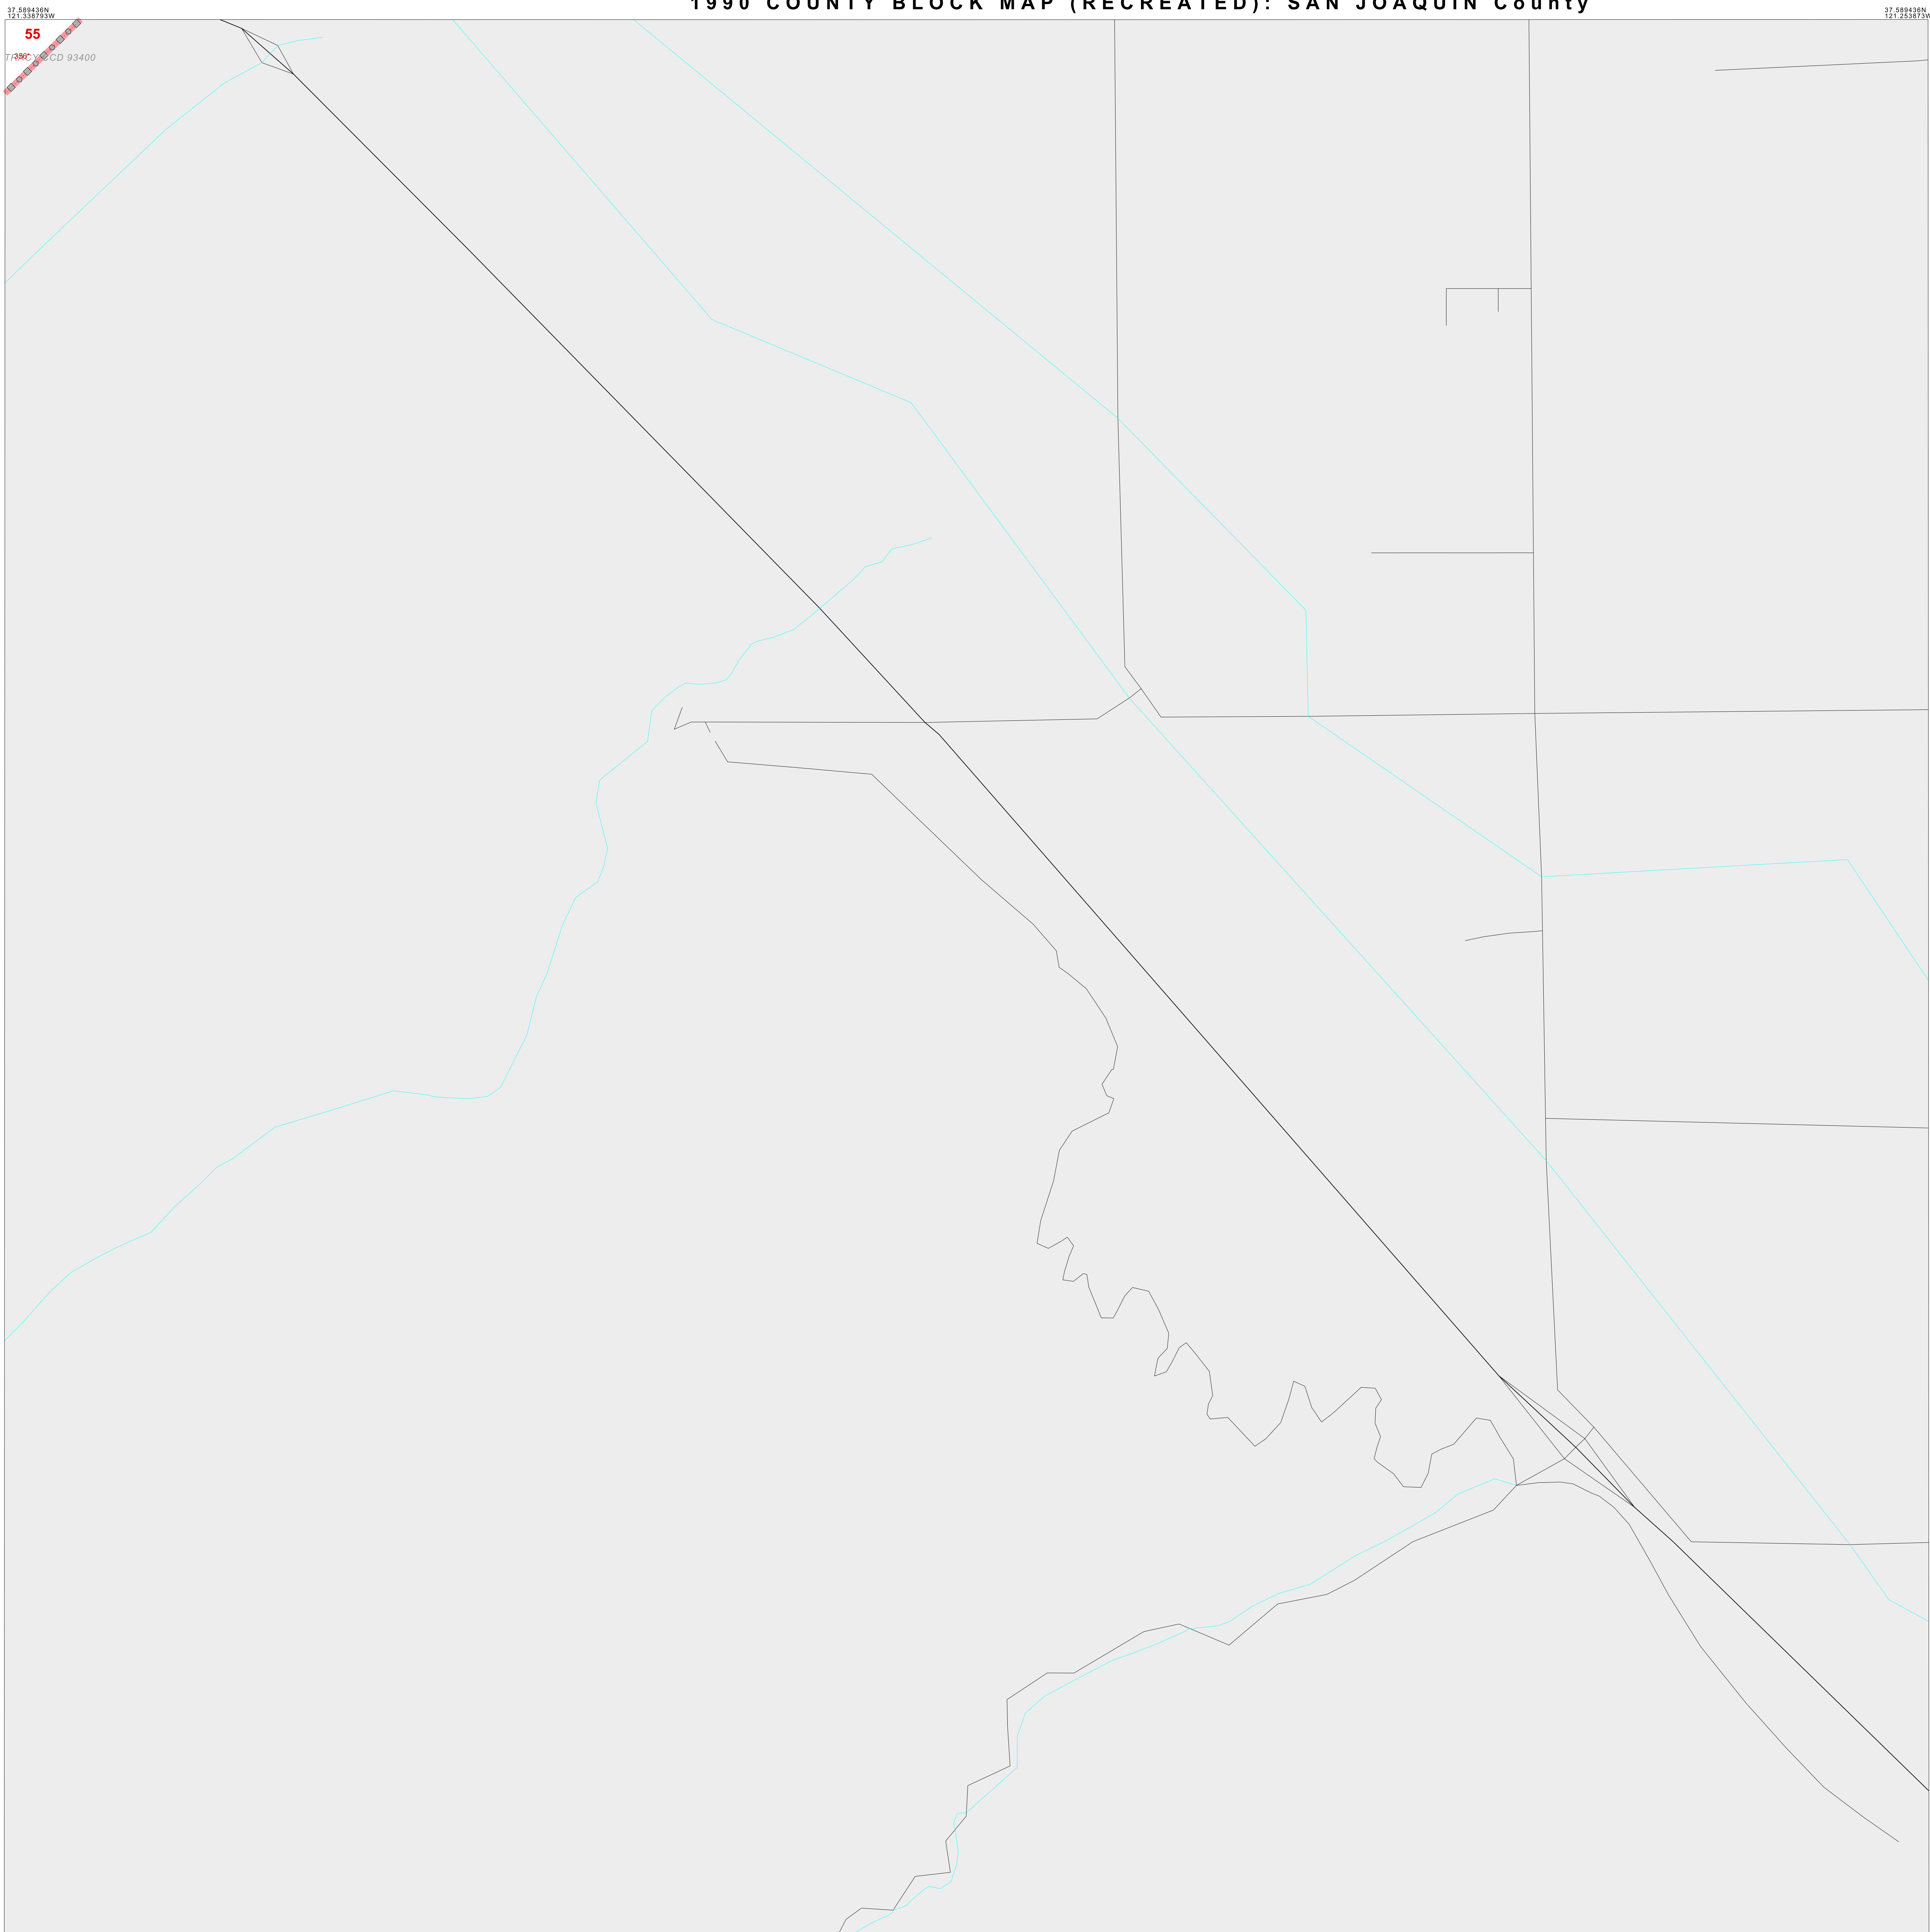 1990 COUNTY BLOCK MAP (RECREATED): SAN JOAQUIN County
37.589436N
121.338793W
37.589436N
121.253873W
55
TRACY CCD 93400